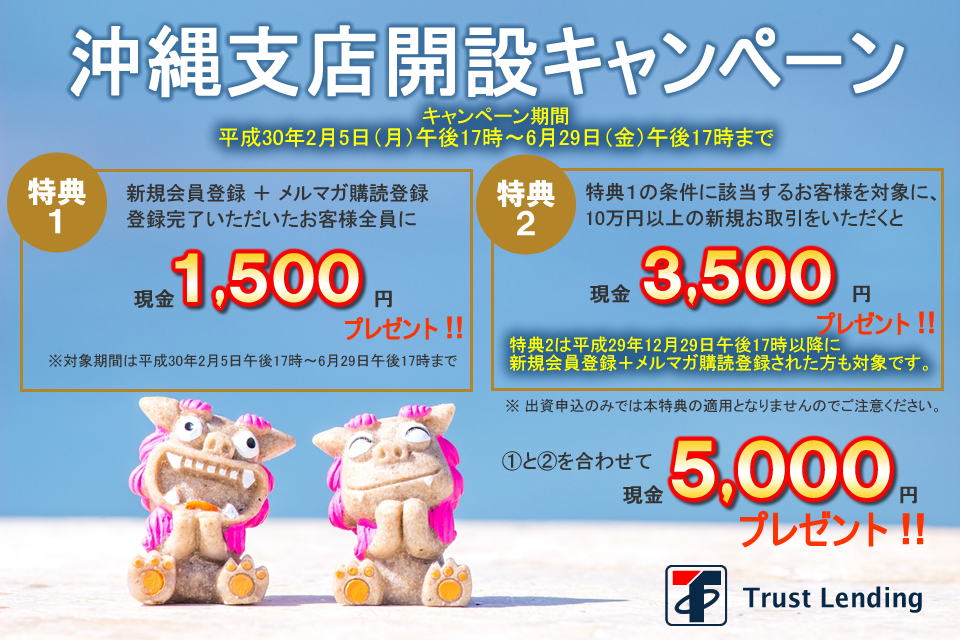 沖縄支店開設キャンペーン
キャンペーン期間
平成30年2月5日(月)午後17時～6月29日(金)午後17時まで
特典
1
新規会員登録 ＋ メルマガ購読登録
登録完了いただいたお客様全員に
現金1,500円
プレゼント!!
※対象期間は平成30年2月5日午後17時～6月29日午後17時まで
特典
2
特典1の条件に該当するお客様を対象に、
10万円以上の新規お取引をいただくと
現金3,500円
プレゼント!!
特典2は平成29年12月29日午後17時以降に
新規会員登録＋メルマガ購読登録された方も対象です。
※ 出資申込のみでは本特典の適用となりませんのでご注意ください。
①と②を合わせて
現金5,000円
プレゼント!!
Trust Lending